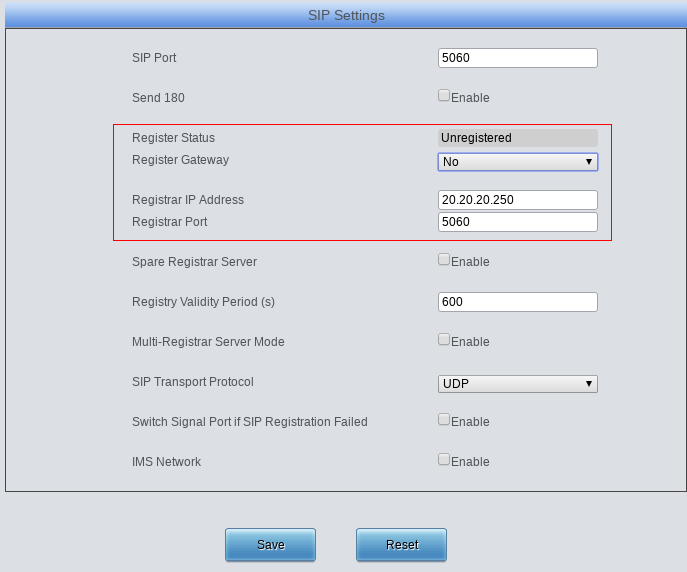 SIP Settings
SIP Port 5060
Send 180 Enable
Register Status Unregistered
Register Gateway No
Registrar IP Address 20.20.20.250
Registrar Port 5060
Spare Registrar Server Enable
Registry Validity Period (s) 600
Multi-Registrar Server Mode Enable
SIP Transport Protocol UDP
Switch Signal Port if SIP Registration Failed Enable
IMS Network Enable
Save Reset